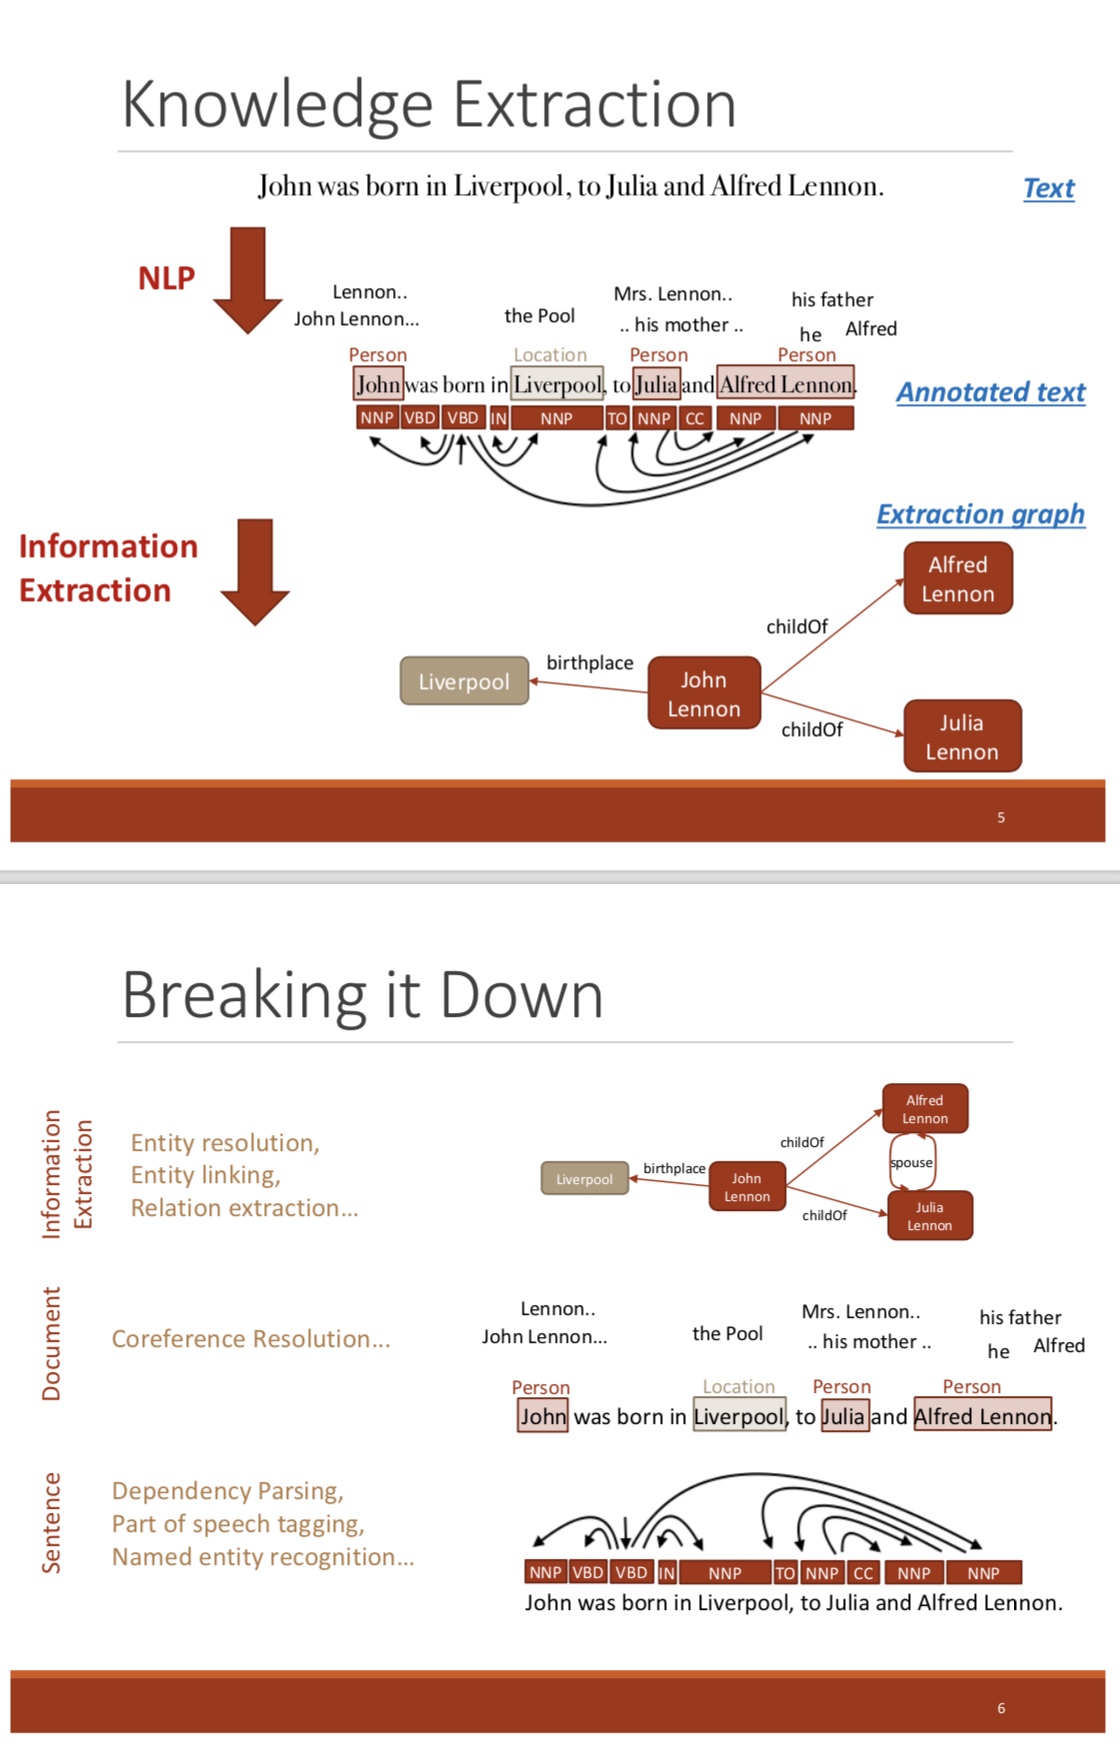 Knowledge Extraction
John was born in Liverpool, to Julia and Alfred Lennon.
Text
NLP
Lennon..
John Lennon...
the Pool
Mrs. Lennon..
.. his mother ..
his father
he
Alfred
Person
Location
Person
Person
John was born in Liverpool, to Julia and Alfred Lennon.
Annotated text
NNP VBD VBD IN NNP TO NNP CC NNP NNP
Extraction graph
Information
Extraction
Alfred
Lennon
childOf
Liverpool
birthplace
John
Lennon
childOf
Julia
Lennon
5
Breaking it Down
Information
Extraction
Entity resolution,
Entity linking,
Relation extraction...
Liverpool
birthplace
John
Lennon
childOf
childOf
Alfred
Lennon
spouse
Julia
Lennon
Document
Coreference Resolution...
Lennon..
John Lennon...
the Pool
Mrs. Lennon..
.. his mother ..
his father
he
Alfred
Person
Location
Person
Person
John was born in Liverpool, to Julia and Alfred Lennon.
Sentence
Dependency Parsing,
Part of speech tagging,
Named entity recognition...
NNP VBD VBD IN NNP TO NNP CC NNP NNP
John was born in Liverpool, to Julia and Alfred Lennon.
6